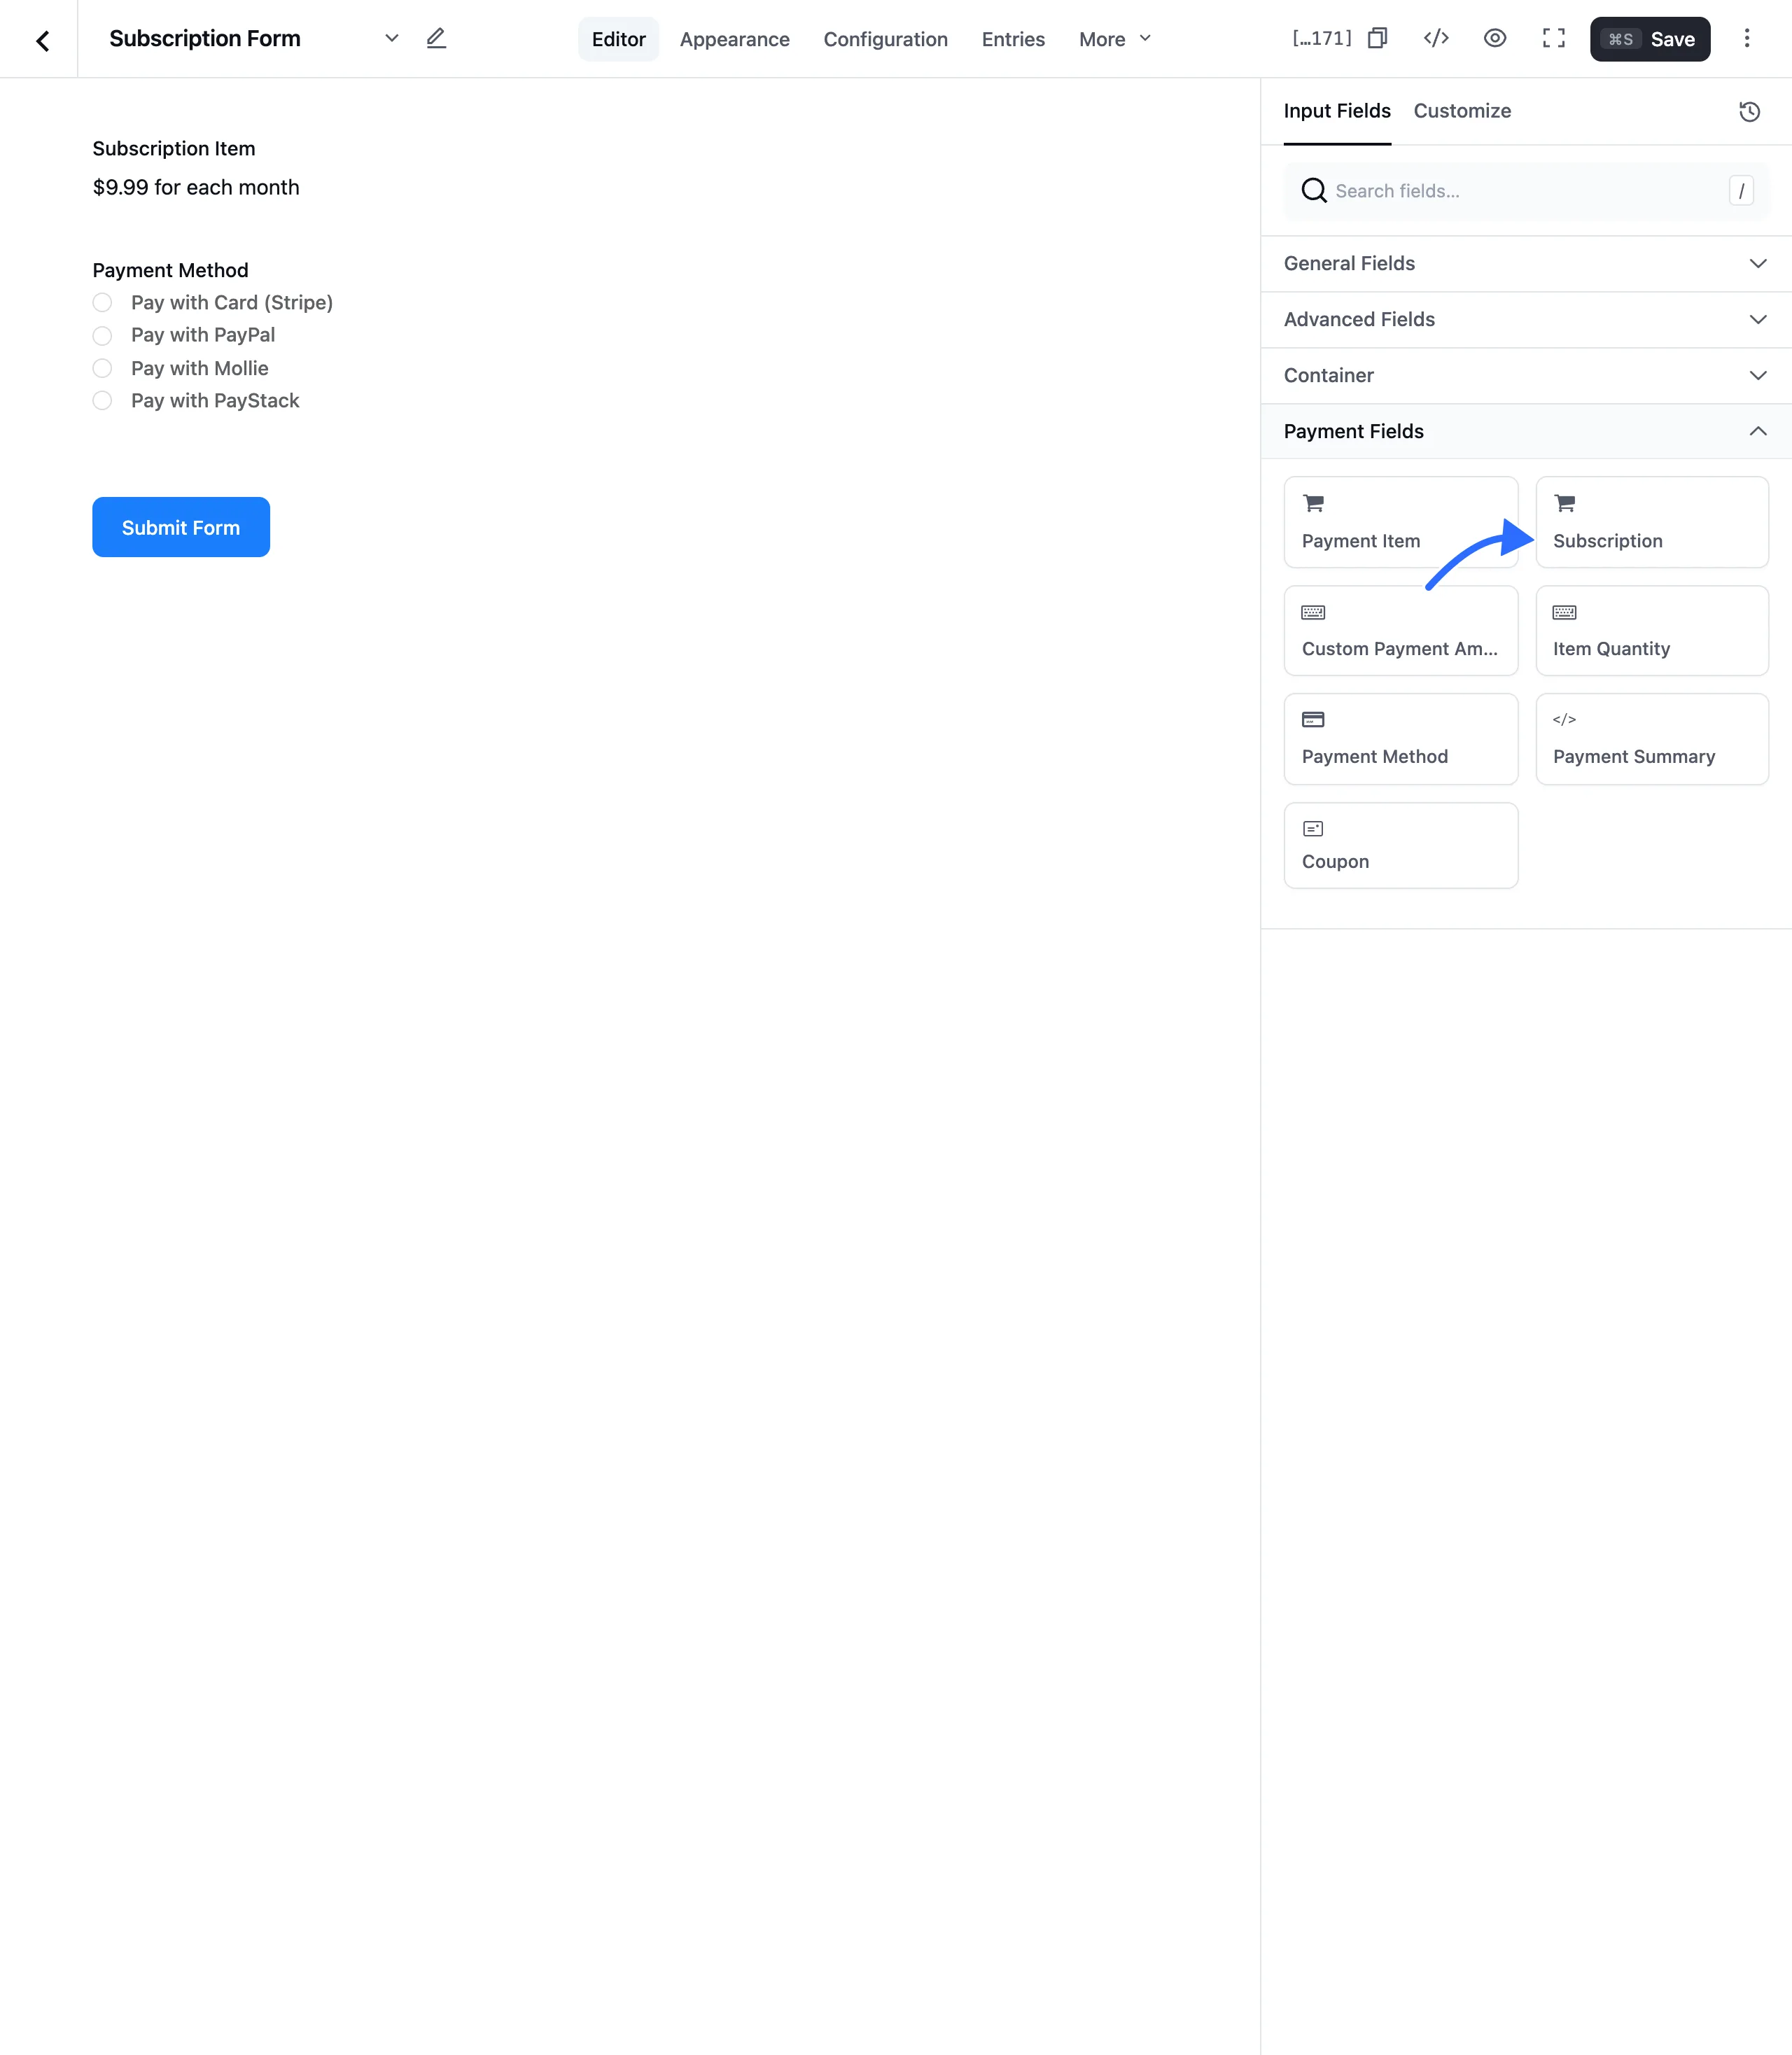 Subscription Form
Editor
Appearance
Configuration
Entries
More
[...171]
⌘S Save
Subscription Item
$9.99 for each month
Payment Method
Pay with Card (Stripe)
Pay with PayPal
Pay with Mollie
Pay with PayStack
Submit Form
Input Fields
Customize
Search fields...
/
General Fields
Advanced Fields
Container
Payment Fields
Payment Item
Subscription
Custom Payment Am...
Item Quantity
Payment Method
</>
Payment Summary
Coupon